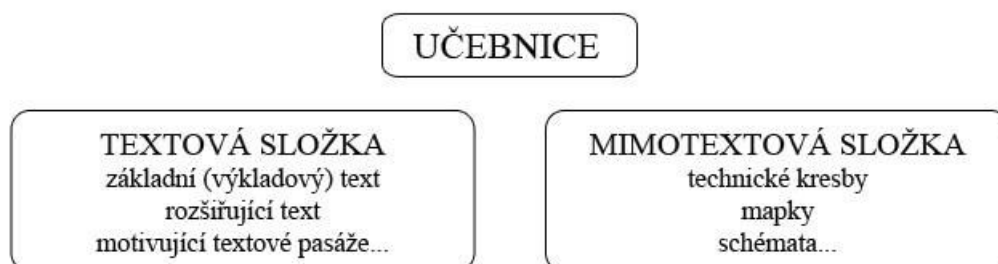 UČEBNICE
TEXTOVÁ SLOŽKA
základní (výkladový) text
rozšiřující text
motivující textové pasáže...
MIMOTEXTOVÁ SLOŽKA
technické kresby
mapky
schémata...